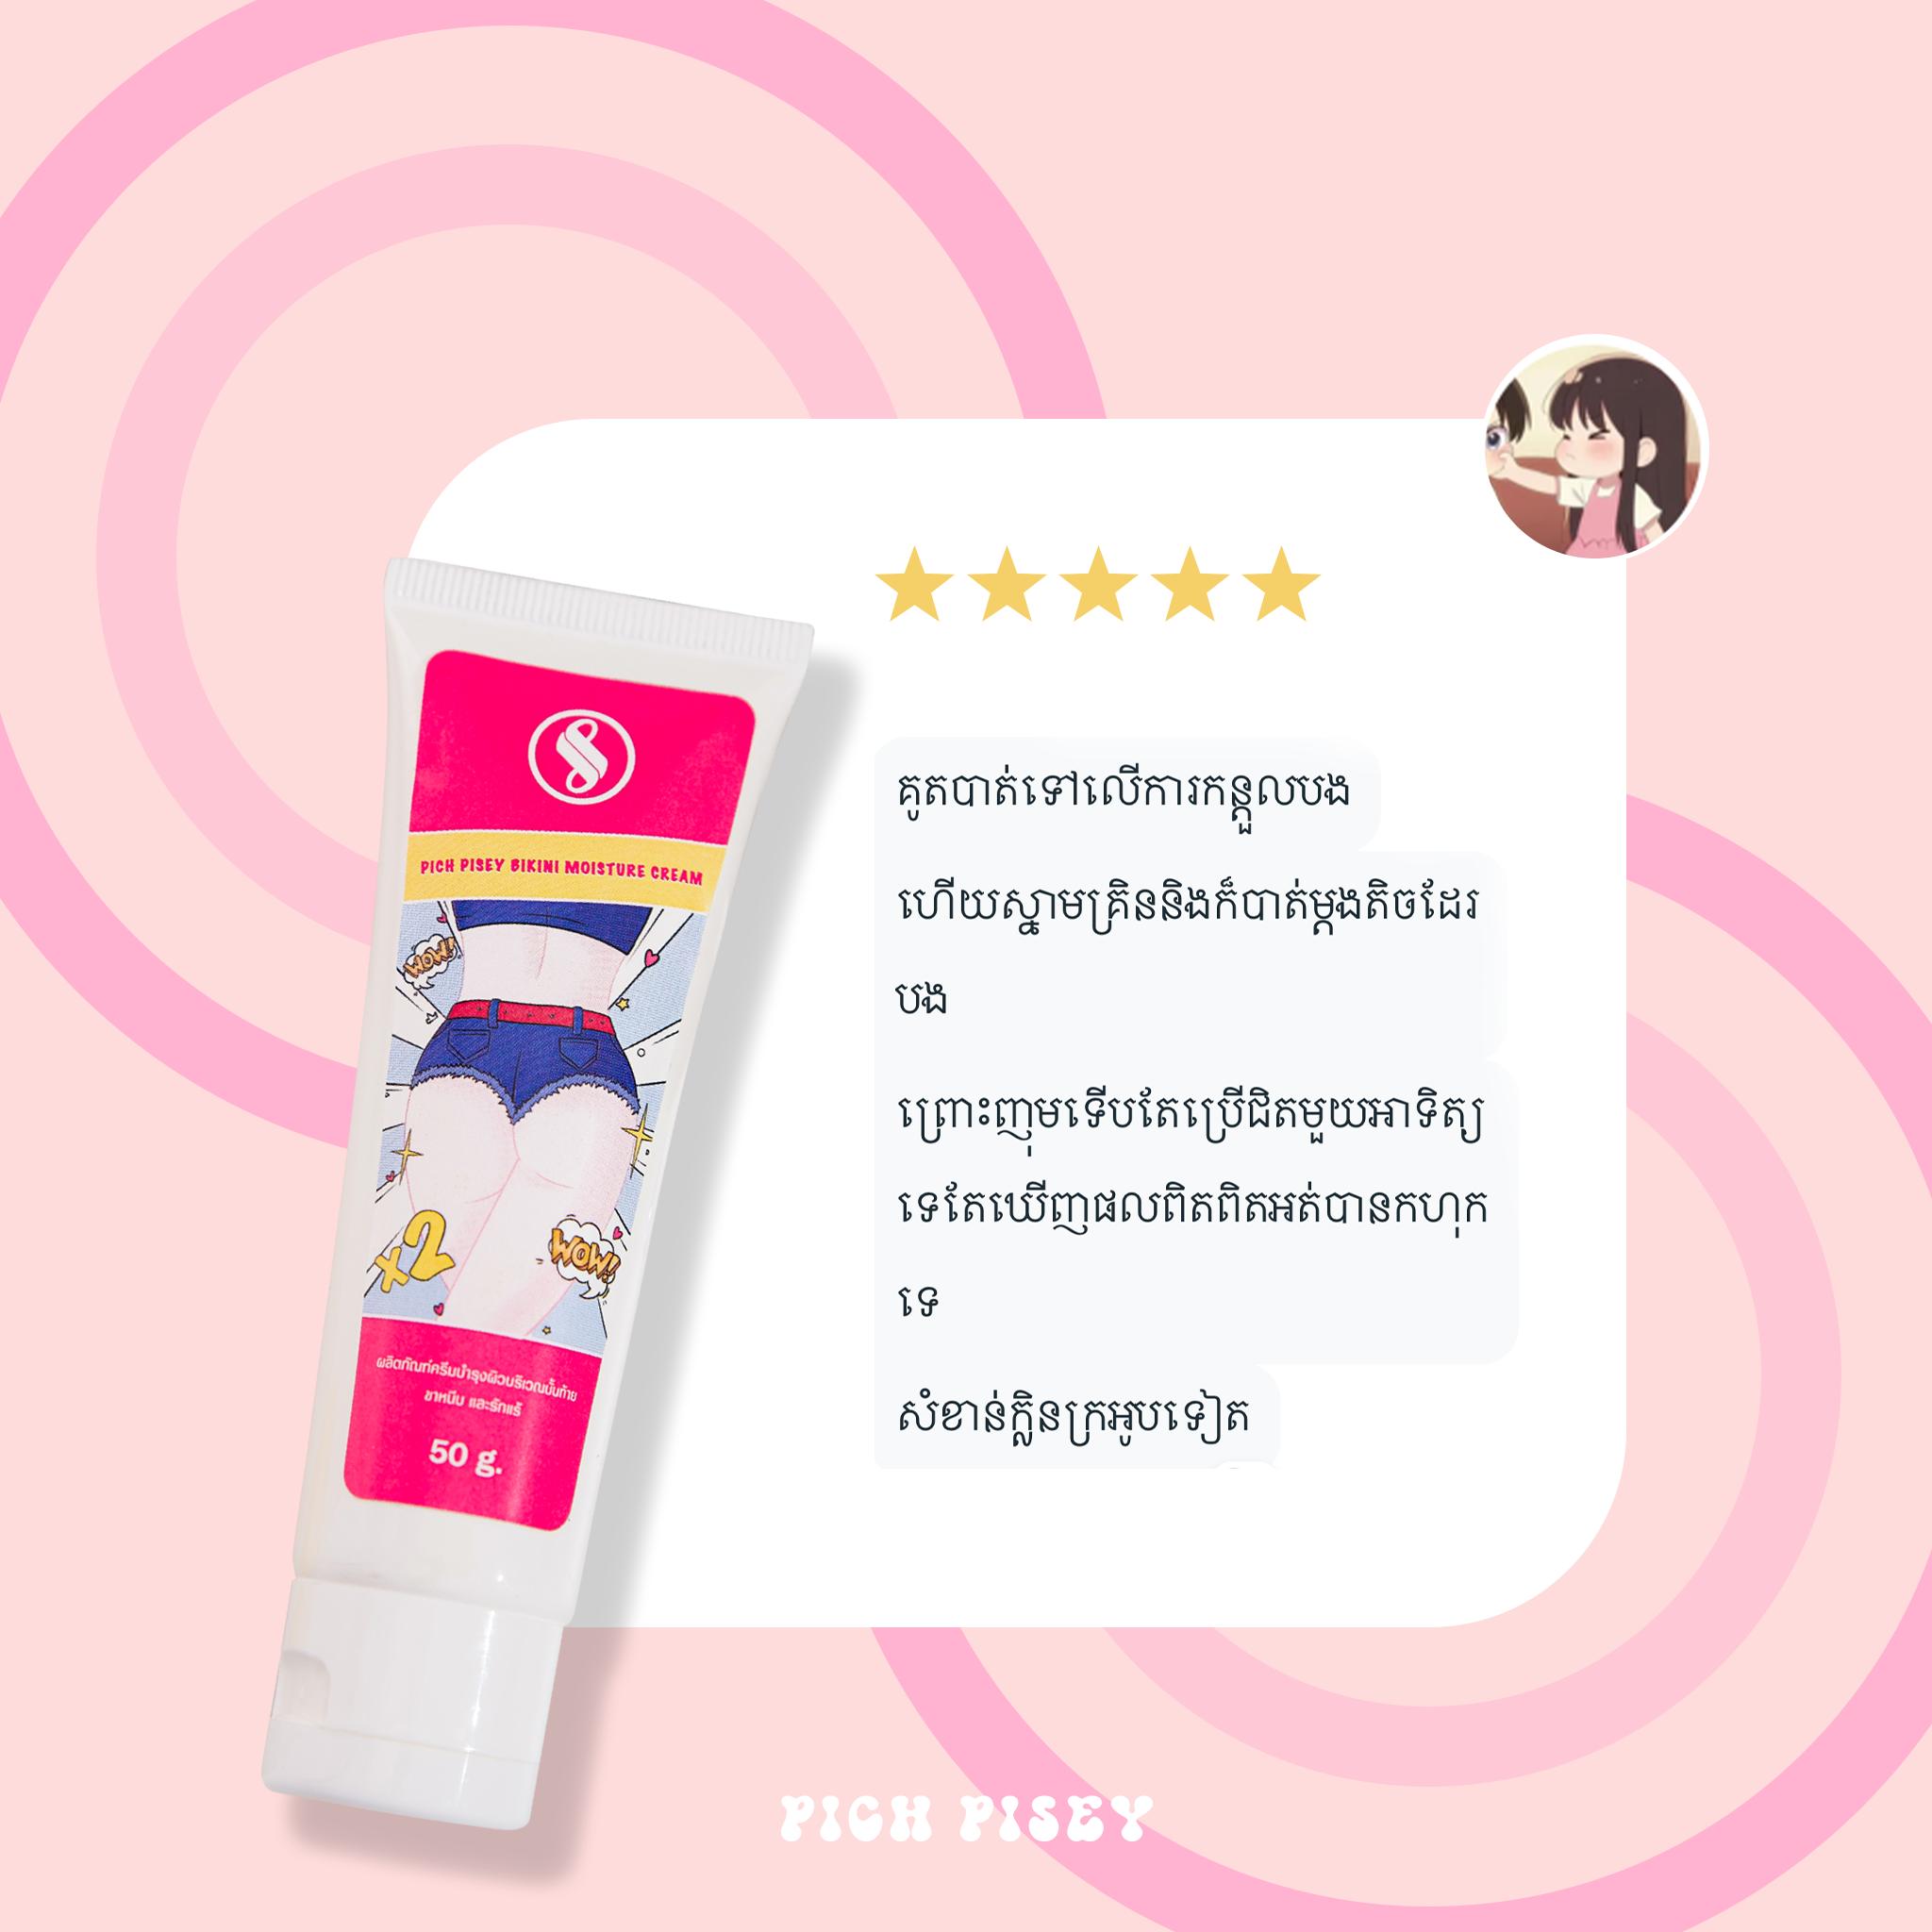 គូតបាត់ទៅលើការកន្តួលបង
ហើយស្នាមគ្រិននិងក៏បាត់ម្តងតិចដែរ
បង
ព្រោះញុមទើបតែប្រើជិតមួយអាទិត្យ
ទេតែឃើញផលពិតពិតអត់បានកហុក
ទេ
សំខាន់ក្លិនក្រអូបទៀត
PICH PISEY BIKINI MOISTURE CREAM
WOW!
x2
WOW!
ผลิตภัณฑ์ครีมบำรุงผิวบริเวณบั้นท้าย
ขาหนีบ และรักแร้
50 g.
PICH PISEY